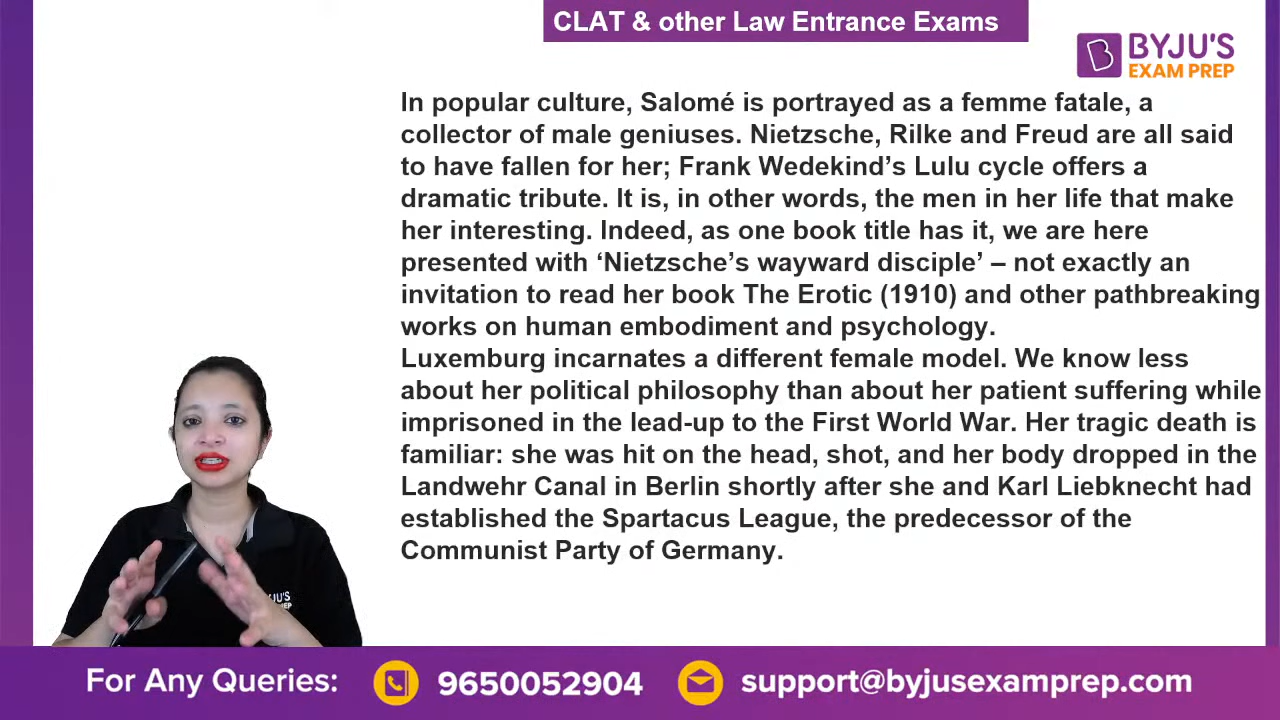 CLAT & other Law Entrance Exams
BYJU'S
EXAM PREP
In popular culture, Salomé is portrayed as a femme fatale, a
collector of male geniuses. Nietzsche, Rilke and Freud are all said
to have fallen for her; Frank Wedekind’s Lulu cycle offers a
dramatic tribute. It is, in other words, the men in her life that make
her interesting. Indeed, as one book title has it, we are here
presented with ‘Nietzsche’s wayward disciple’ – not exactly an
invitation to read her book The Erotic (1910) and other pathbreaking
works on human embodiment and psychology.
Luxemburg incarnates a different female model. We know less
about her political philosophy than about her patient suffering while
imprisoned in the lead-up to the First World War. Her tragic death is
familiar: she was hit on the head, shot, and her body dropped in the
Landwehr Canal in Berlin shortly after she and Karl Liebknecht had
established the Spartacus League, the predecessor of the
Communist Party of Germany.
For Any Queries: 9650052904 support@byjusexamprep.com